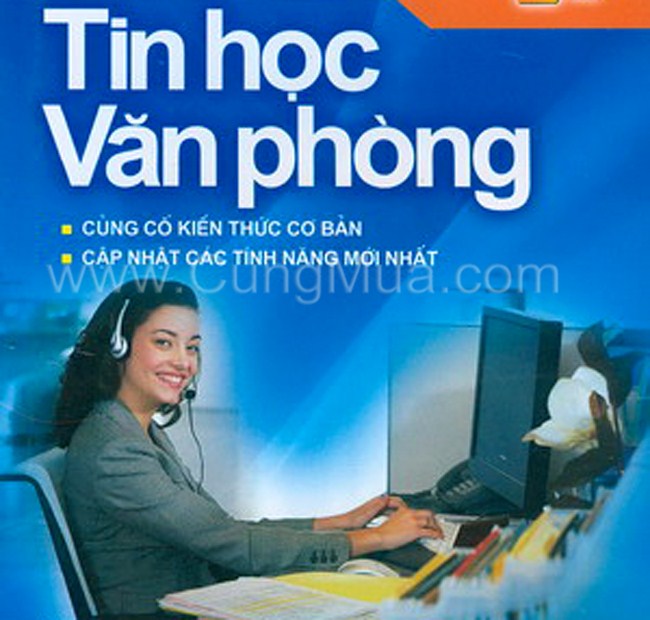 Tin học
Văn phòng
CỦNG CỐ KIẾN THỨC CƠ BẢN
CẬP NHẬT CÁC TÍNH NĂNG MỚI NHẤT
www.CungMua.com